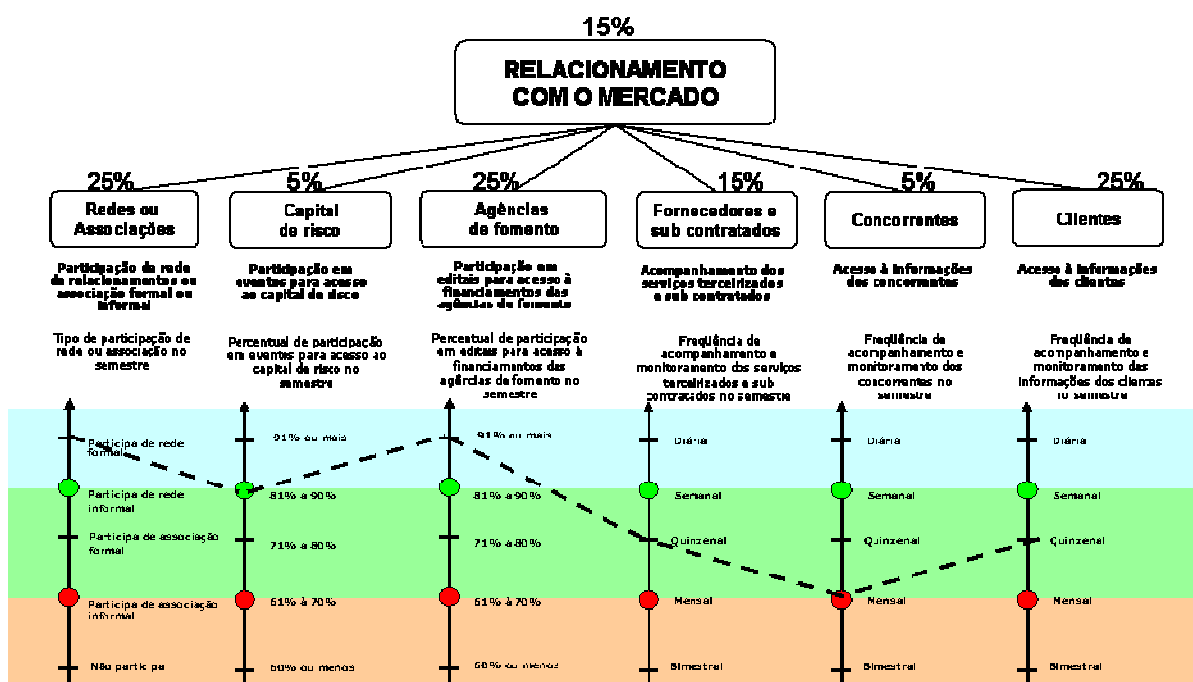 15%
RELACIONAMENTO
COM O MERCADO
25%
5%
25%
15%
5%
25%
Redes ou
Associações
Capital
de risco
Agências
de fomento
Fornecedores e
sub contratados
Concorrentes
Clientes
Participação de rede
de relacionamentos ou
associação formal ou
informal
Participação em
eventos para acesso
ao capital de risco
Participação em
editais para acesso à
financiamentos das
agências de fomento
Acompanhamento dos
serviços terceirizados
e sub contratados
Acesso à informações
dos concorrentes
Acesso à informações
dos clientes
Tipo de participação de
rede ou associação no
semestre
Percentual de participação
em eventos para acesso ao
capital de risco no
semestre
Percentual de participação
em editais para acesso à
financiamentos das
agências de fomento no
semestre
Freqüência de
acompanhamento e
monitoramento dos serviços
terceirizados e sub
contratados no semestre
Freqüência de
acompanhamento e
monitoramento dos
concorrentes no
semestre
Freqüência de
acompanhamento e
monitoramento das
informações dos clientes
no semestre
Participa de rede
formal
91% ou mais
91% ou mais
Diária
Diária
Diária
Participa de rede
informal
81% à 90%
81% à 90%
Semanal
Semanal
Semanal
Participa de associação
formal
71% à 80%
71% à 80%
Quinzenal
Quinzenal
Quinzenal
Participa de associação
informal
61% à 70%
61% à 70%
Mensal
Mensal
Mensal
Não participa
60% ou menos
60% ou menos
Bimestral
Bimestral
Bimestral